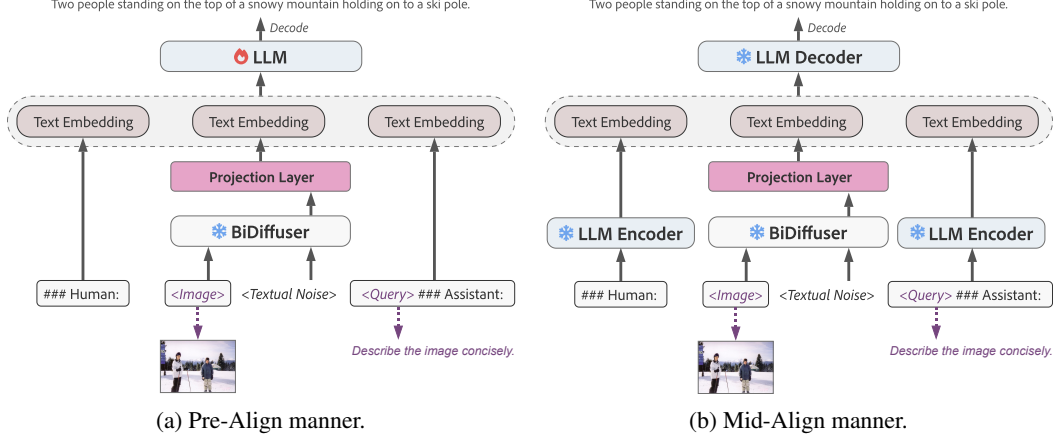 Two people standing on the top of a snowy mountain holding on to a ski pole.
Decode
LLM
Text Embedding
Text Embedding
Text Embedding
Projection Layer
BiDiffuser
### Human:
<Image>
<Textual Noise>
<Query> ### Assistant:
Describe the image concisely.
(a) Pre-Align manner.
Two people standing on the top of a snowy mountain holding on to a ski pole.
Decode
LLM Decoder
Text Embedding
Text Embedding
Text Embedding
Projection Layer
LLM Encoder
BiDiffuser
LLM Encoder
### Human:
<Image>
<Textual Noise>
<Query> ### Assistant:
Describe the image concisely.
(b) Mid-Align manner.